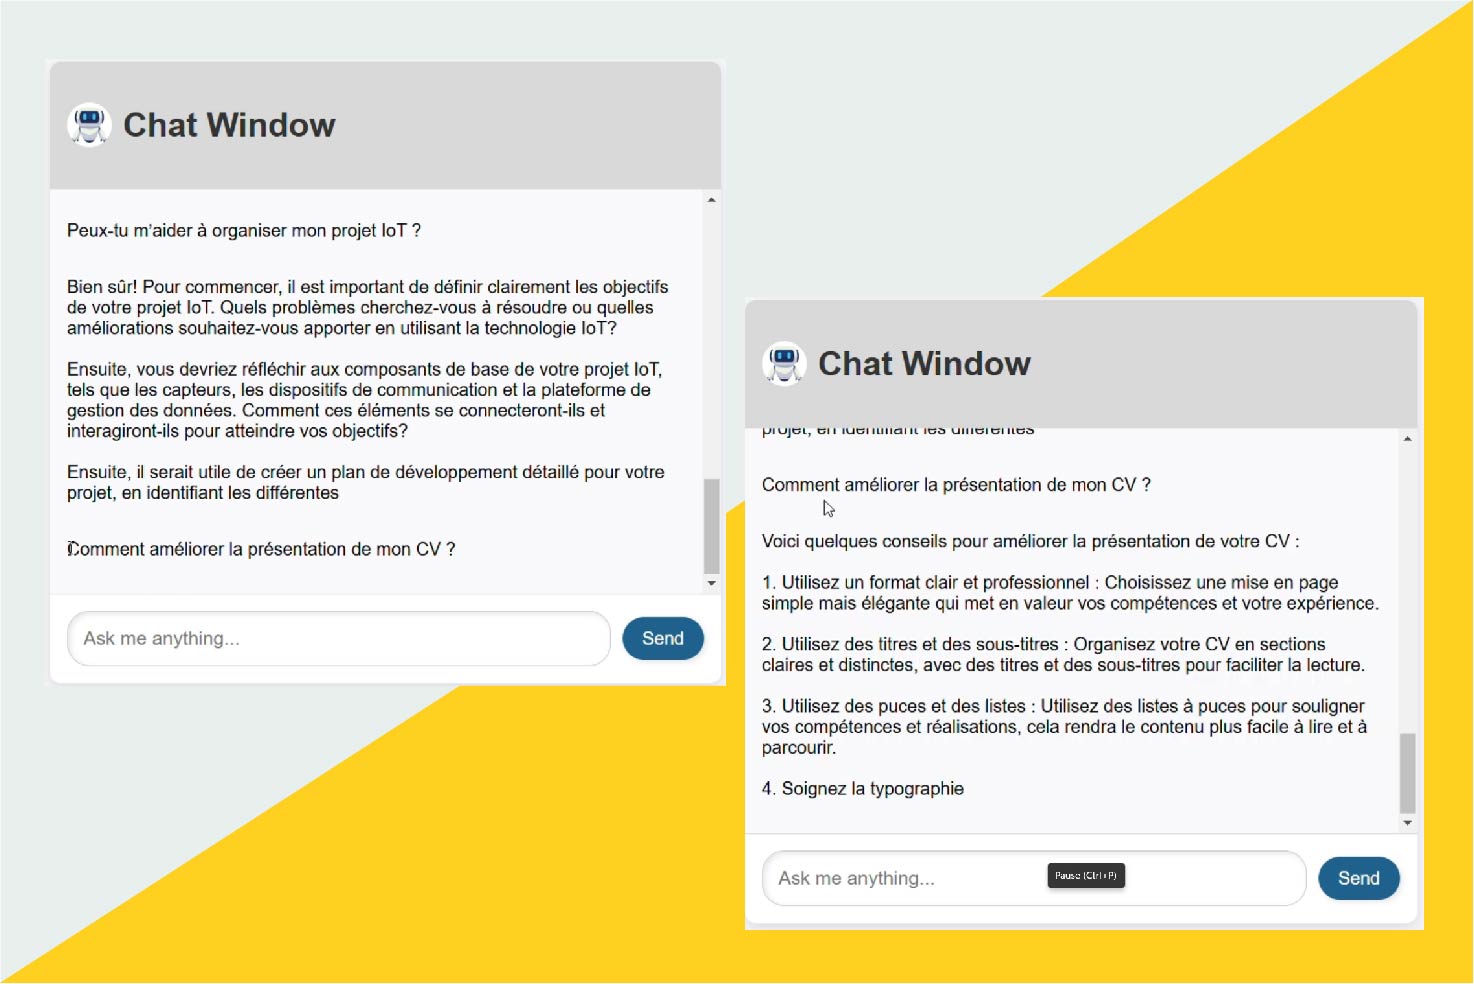 Chat Window
Peux-tu m'aider à organiser mon projet IoT ?
Bien sûr! Pour commencer, il est important de définir clairement les objectifs
de votre projet IoT. Quels problèmes cherchez-vous à résoudre ou quelles
améliorations souhaitez-vous apporter en utilisant la technologie IoT?
Ensuite, vous devriez réfléchir aux composants de base de votre projet IoT,
tels que les capteurs, les dispositifs de communication et la plateforme de
gestion des données. Comment ces éléments se connecteront-ils et
interagiront-ils pour atteindre vos objectifs?
Ensuite, il serait utile de créer un plan de développement détaillé pour votre
projet, en identifiant les différentes
Comment améliorer la présentation de mon CV ?
Ask me anything...
Send
Chat Window
projet, en identifiant les différentes
Comment améliorer la présentation de mon CV ?
Voici quelques conseils pour améliorer la présentation de votre CV :
1. Utilisez un format clair et professionnel : Choisissez une mise en page
simple mais élégante qui met en valeur vos compétences et votre expérience.
2. Utilisez des titres et des sous-titres : Organisez votre CV en sections
claires et distinctes, avec des titres et des sous-titres pour faciliter la lecture.
3. Utilisez des puces et des listes : Utilisez des listes à puces pour souligner
vos compétences et réalisations, cela rendra le contenu plus facile à lire et à
parcourir.
4. Soignez la typographie
Ask me anything...
Pause (Ctrl+P)
Send